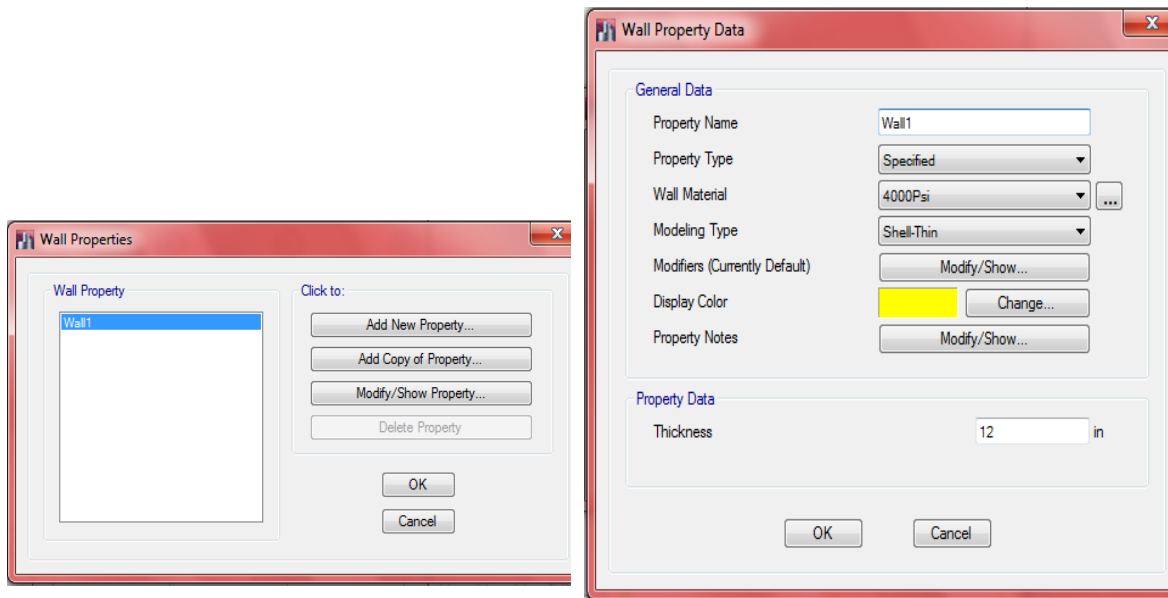 Wall Properties
Wall Property
Wall1
Click to:
Add New Property...
Add Copy of Property...
Modify/Show Property...
Delete Property
OK
Cancel
Wall Property Data
General Data
Property Name Wall1
Property Type Specified
Wall Material 4000Psi ...
Modeling Type Shell-Thin
Modifiers (Currently Default) Modify/Show...
Display Color Change...
Property Notes Modify/Show...
Property Data
Thickness 12 in
OK Cancel